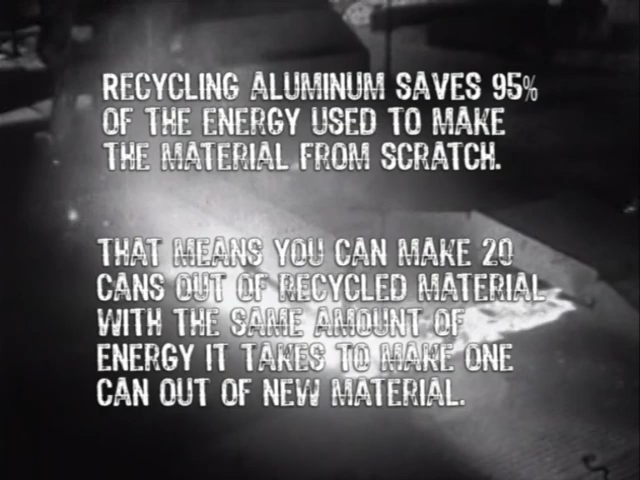 RECYCLING ALUMINUM SAVES 95%
OF THE ENERGY USED TO MAKE
THE MATERIAL FROM SCRATCH.
THAT MEANS YOU CAN MAKE 20
CANS OUT OF RECYCLED MATERIAL
WITH THE SAME AMOUNT OF
ENERGY IT TAKES TO MAKE ONE
CAN OUT OF NEW MATERIAL.